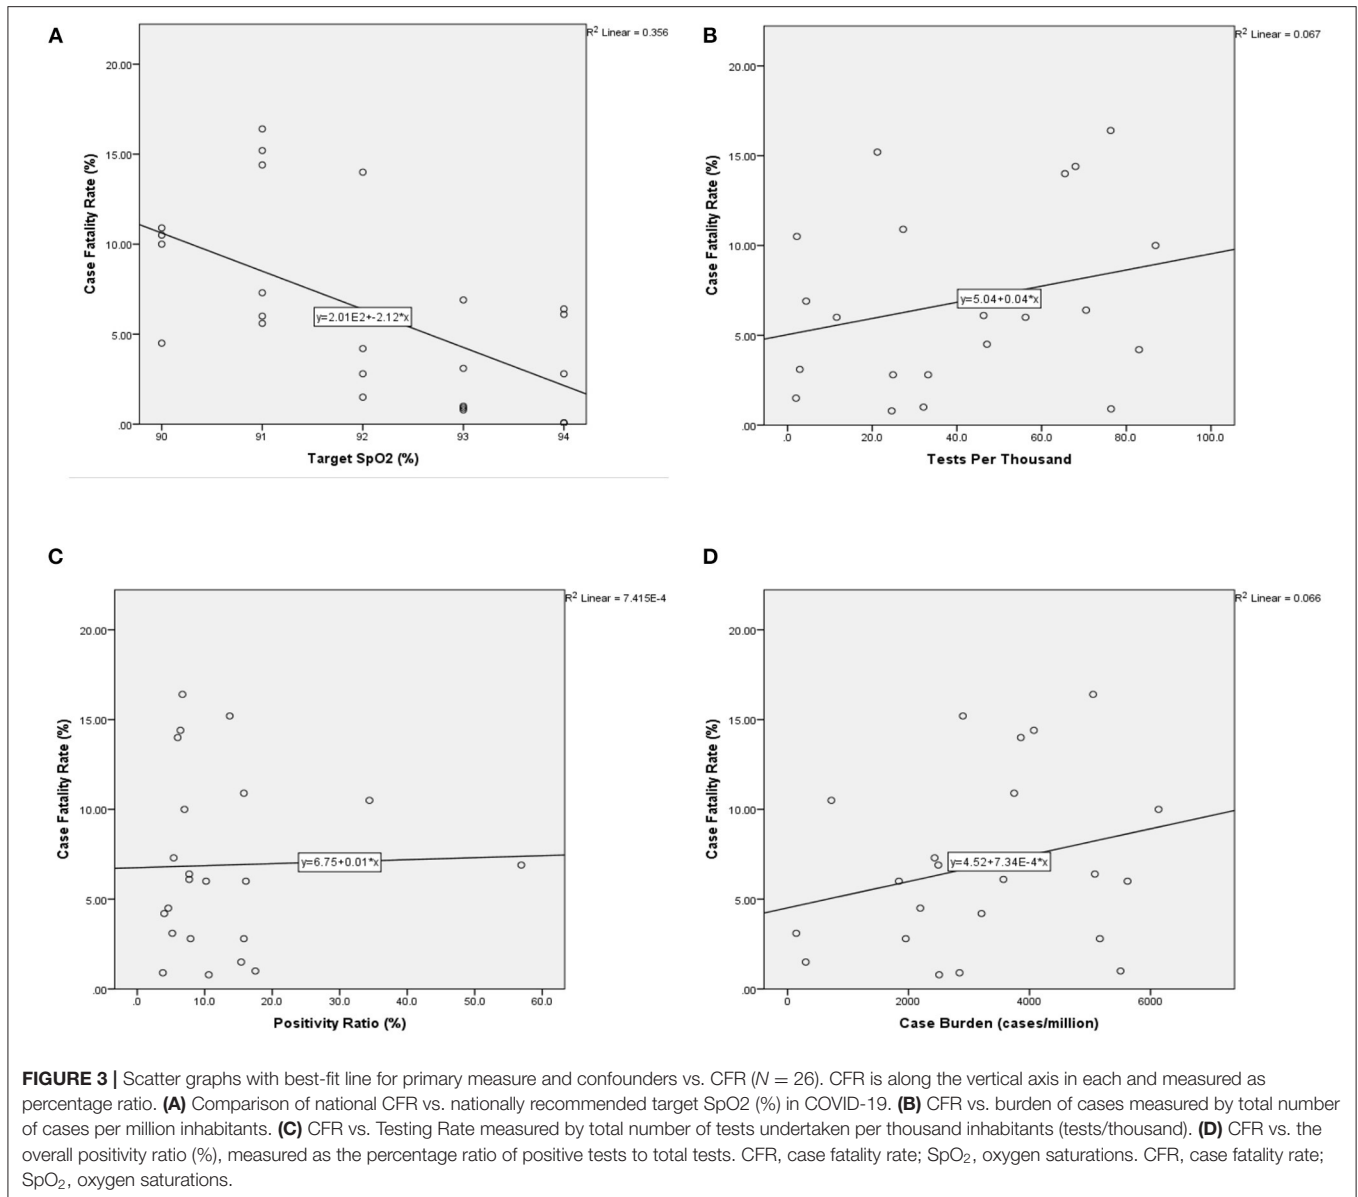 A
R2 Linear = 0.356
20.00
15.00
10.00
5.00
.00
Case Fatality Rate (%)
y=2.01E2+-2.12*x
90 91 92 93 94
Target SpO2 (%)
B
R2 Linear = 0.067
20.00
15.00
10.00
5.00
.00
Case Fatality Rate (%)
y=5.04+0.04*x
.0 20.0 40.0 60.0 80.0 100.0
Tests Per Thousand
C
R2 Linear = 7.415E-4
20.00
15.00
10.00
5.00
.00
Case Fatality Rate (%)
y=6.75+0.01*x
.0 10.0 20.0 30.0 40.0 50.0 60.0
Positivity Ratio (%)
D
R2 Linear = 0.066
20.00
15.00
10.00
5.00
.00
Case Fatality Rate (%)
y=4.52+7.34E-4*x
0 2000 4000 6000
Case Burden (cases/million)
FIGURE 3 | Scatter graphs with best-fit line for primary measure and confounders vs. CFR (N = 26). CFR is along the vertical axis in each and measured as
percentage ratio. (A) Comparison of national CFR vs. nationally recommended target SpO2 (%) in COVID-19. (B) CFR vs. burden of cases measured by total number
of cases per million inhabitants. (C) CFR vs. Testing Rate measured by total number of tests undertaken per thousand inhabitants (tests/thousand). (D) CFR vs. the
overall positivity ratio (%), measured as the percentage ratio of positive tests to total tests. CFR, case fatality rate; SpO2, oxygen saturations. CFR, case fatality rate;
SpO2, oxygen saturations.